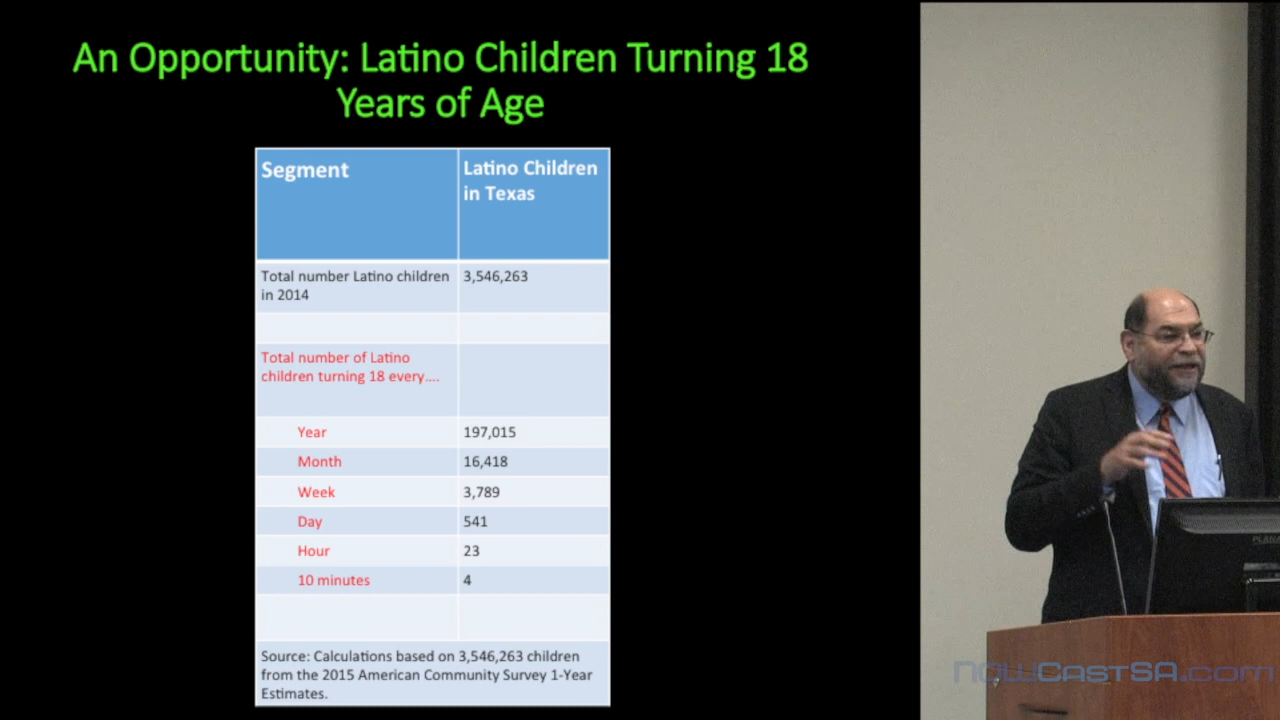 An Opportunity: Latino Children Turning 18
Years of Age
Segment
Latino Children
in Texas
Total number Latino children
in 2014
3,546,263
Total number of Latino
children turning 18 every....
Year
197,015
Month
16,418
Week
3,789
Day
541
Hour
23
10 minutes
4
Source: Calculations based on 3,546,263 children
from the 2015 American Community Survey 1-Year
Estimates.
nowCastSA.com